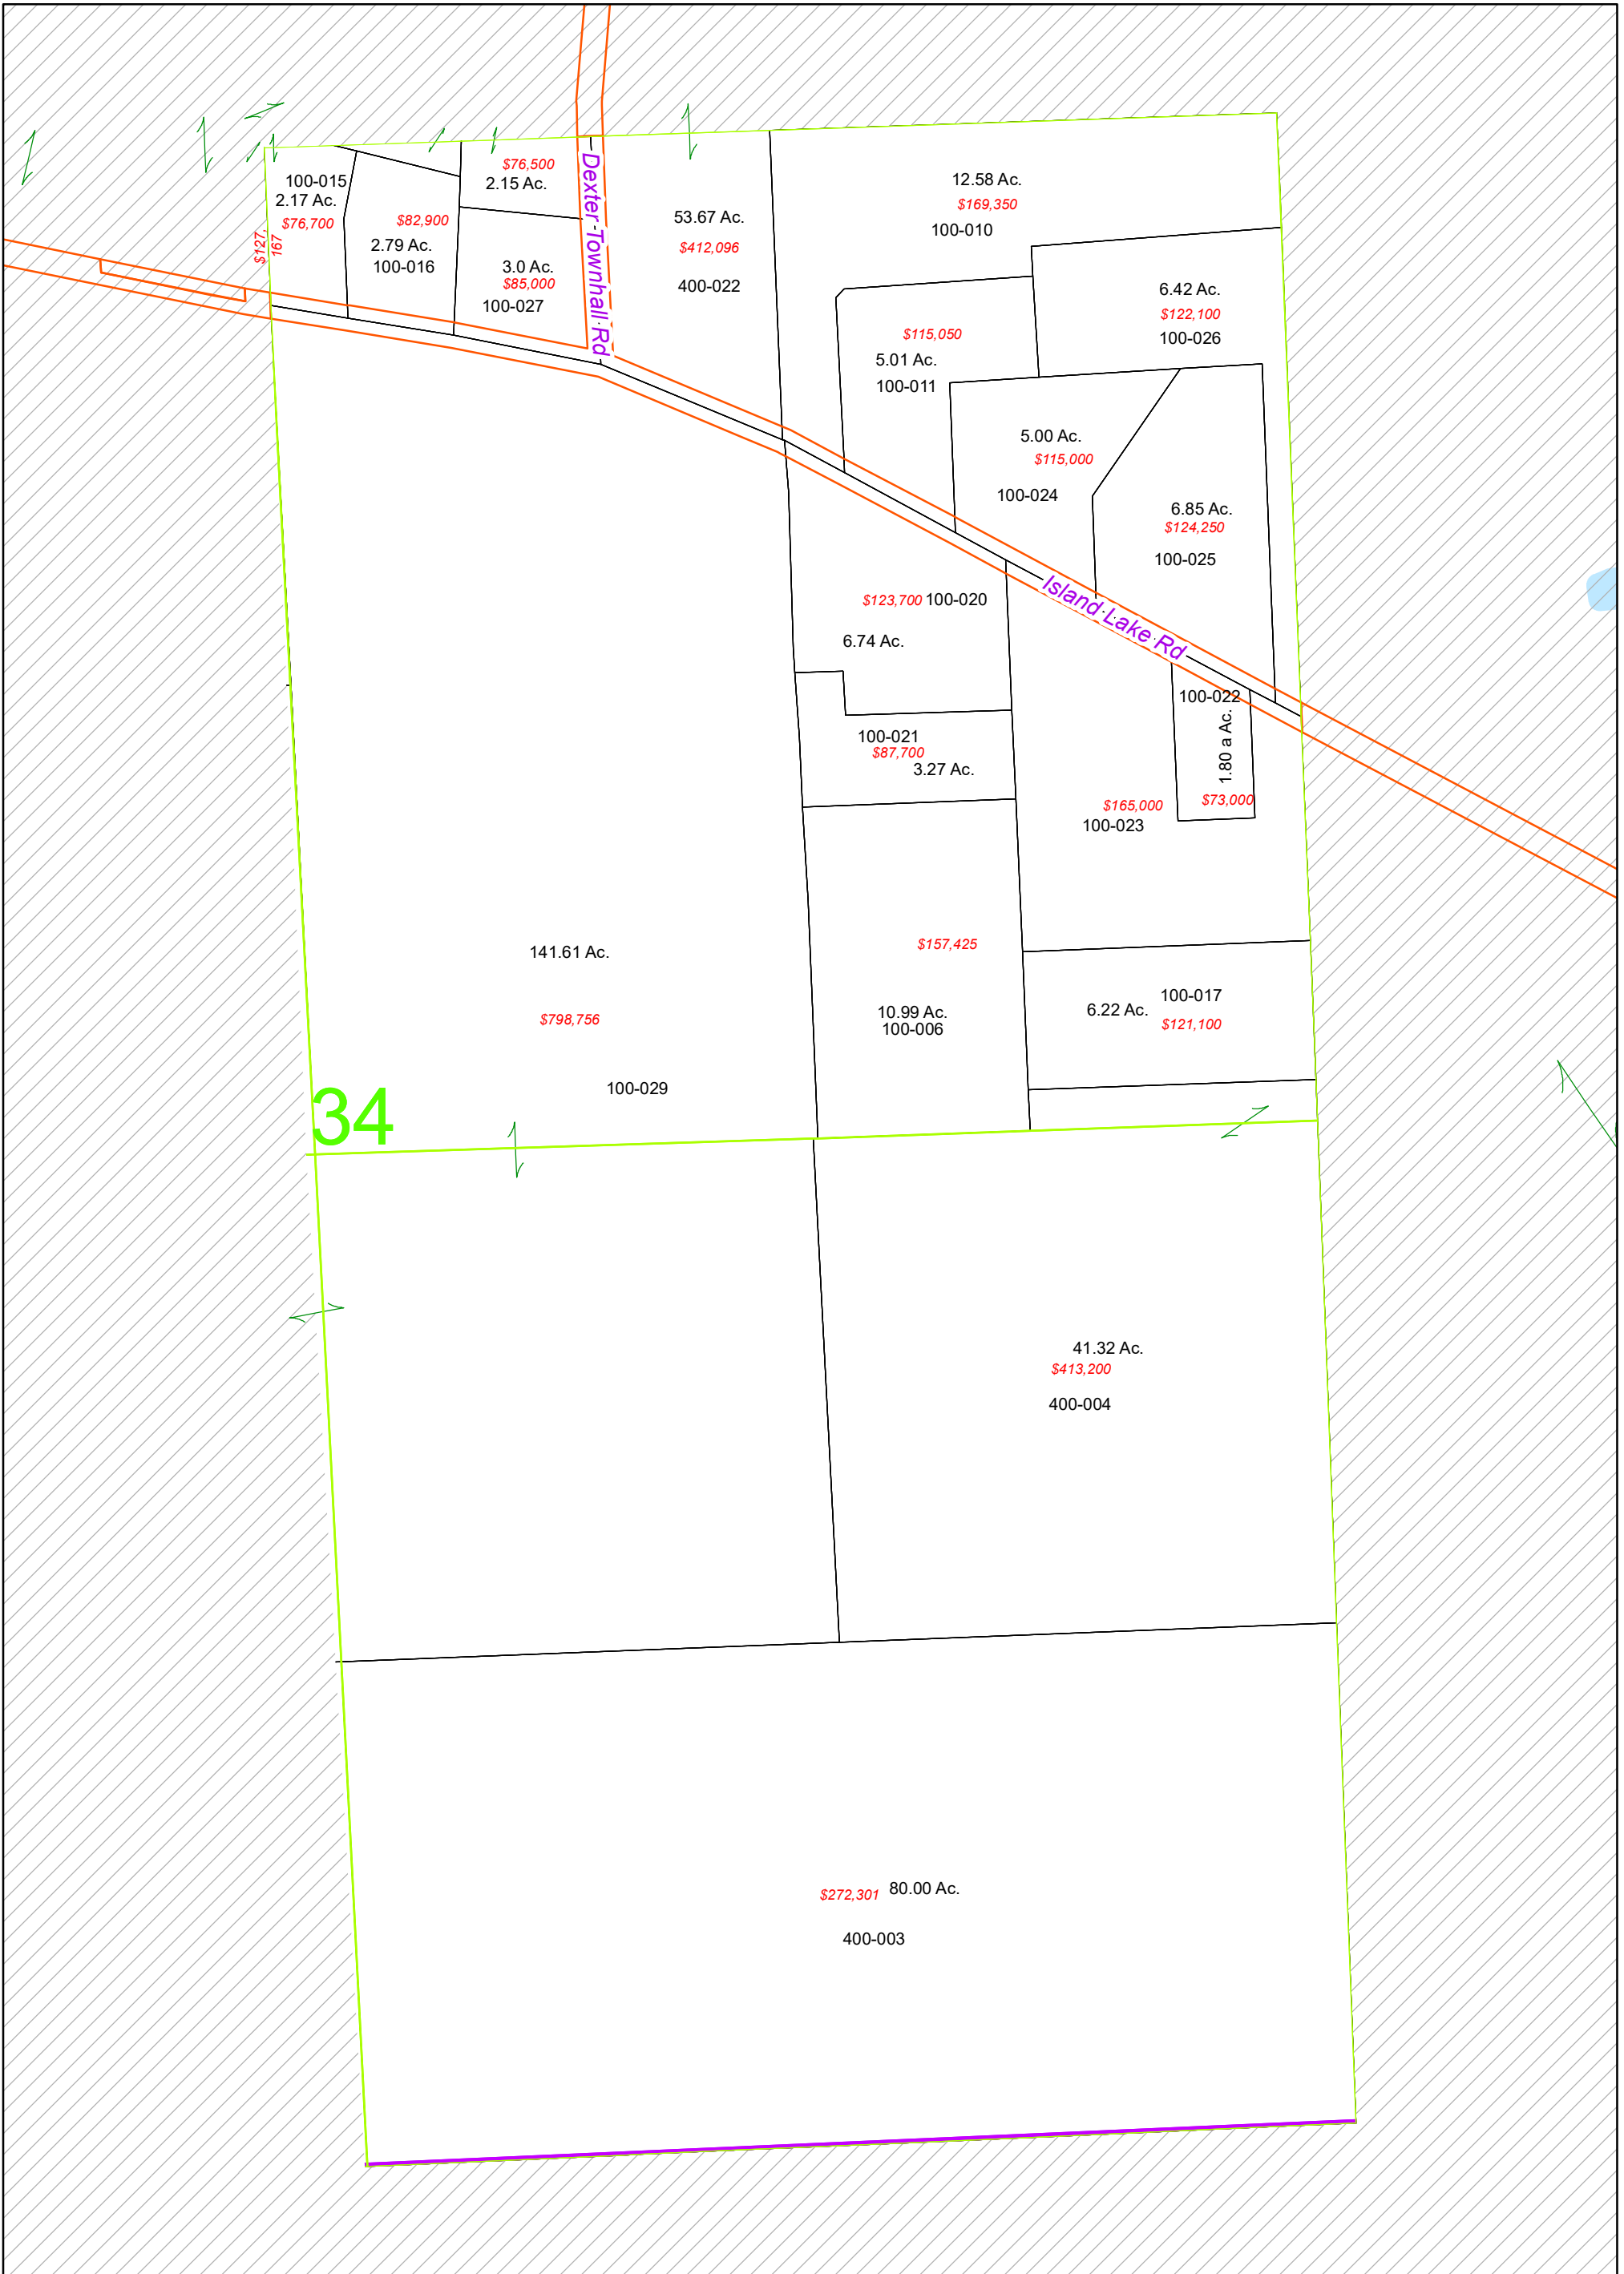 $76,500
2.15 Ac.
Dexter Townhall Rd
100-015
2.17 Ac.
$76,700
$127,
167
$82,900
2.79 Ac.
100-016
3.0 Ac.
$85,000
100-027
53.67 Ac.
$412,096
400-022
12.58 Ac.
$169,350
100-010
6.42 Ac.
$122,100
100-026
$115,050
5.01 Ac.
100-011
5.00 Ac.
$115,000
100-024
6.85 Ac.
$124,250
100-025
Island Lake Rd
$123,700 100-020
6.74 Ac.
100-022
1.80 a Ac.
$73,000
100-021
$87,700
3.27 Ac.
$165,000
100-023
141.61 Ac.
$798,756
100-029
$157,425
10.99 Ac.
100-006
100-017
6.22 Ac.
$121,100
34
41.32 Ac.
$413,200
400-004
$272,301 80.00 Ac.
400-003